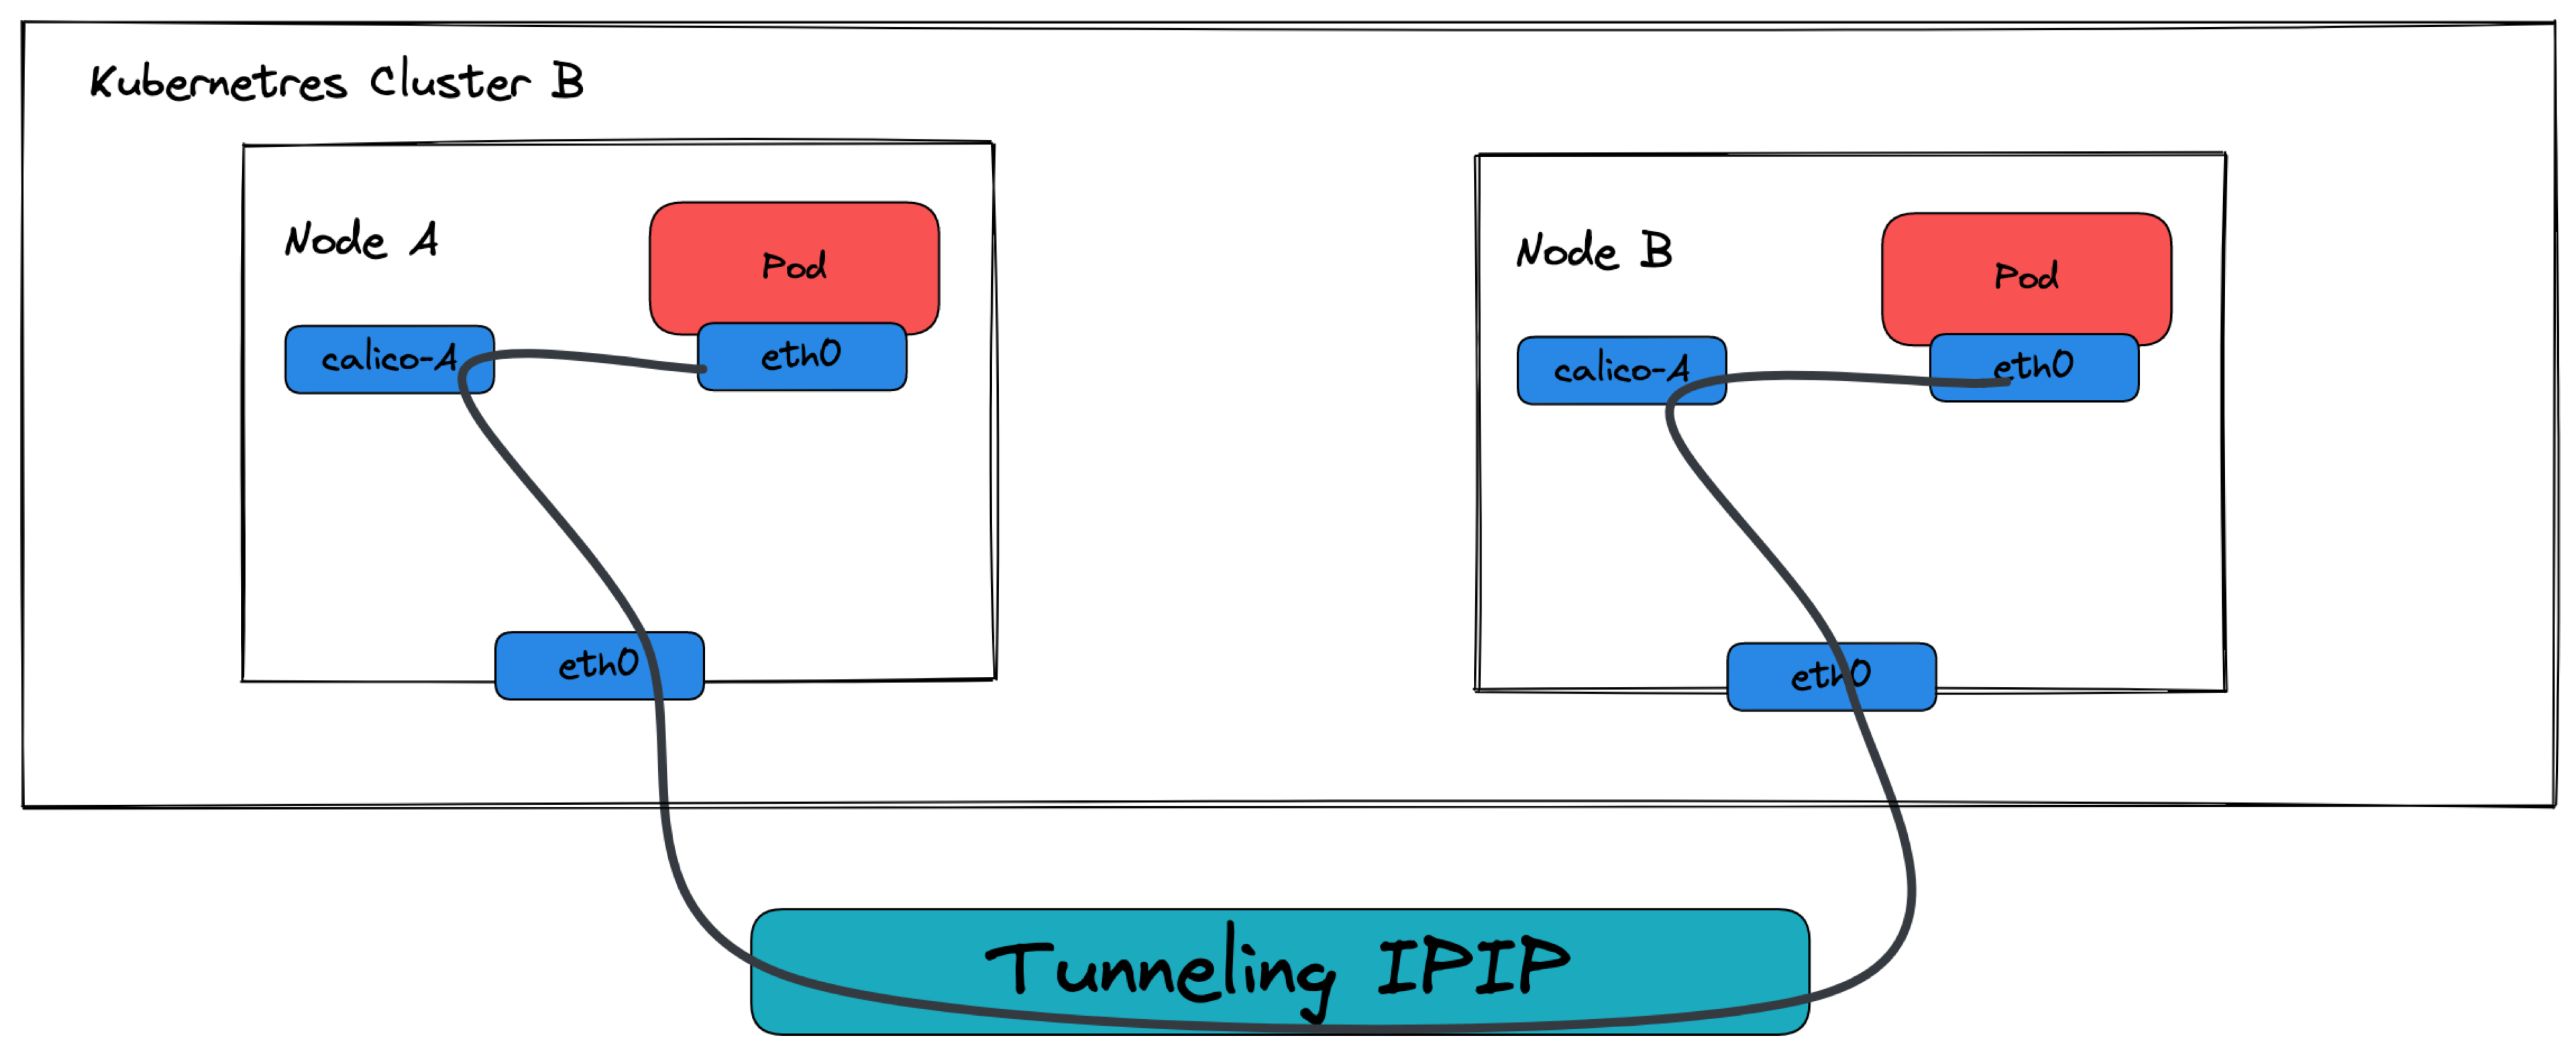 Kubernetres Cluster B
Node A
Pod
calico-A
eth0
eth0
Node B
Pod
calico-A
eth0
eth0
Tunneling IPIP